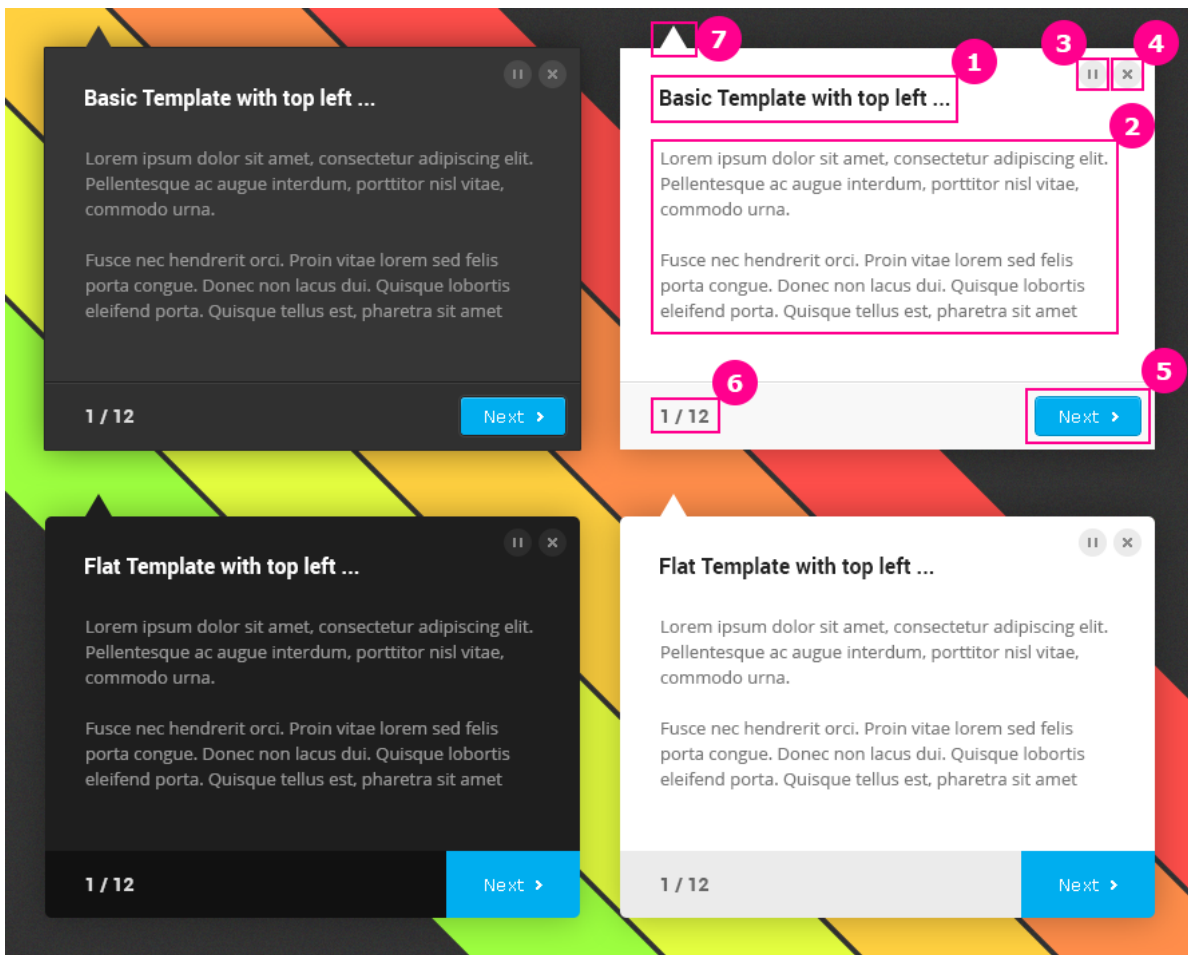 Basic Template with top left ...
Lorem ipsum dolor sit amet, consectetur adipiscing elit.
Pellentesque ac augue interdum, porttitor nisl vitae,
commodo urna.
Fusce nec hendrerit orci. Proin vitae lorem sed felis
porta congue. Donec non lacus dui. Quisque lobortis
eleifend porta. Quisque tellus est, pharetra sit amet
1 / 12
Next
7
3
4
1
Basic Template with top left ...
2
Lorem ipsum dolor sit amet, consectetur adipiscing elit.
Pellentesque ac augue interdum, porttitor nisl vitae,
commodo urna.
Fusce nec hendrerit orci. Proin vitae lorem sed felis
porta congue. Donec non lacus dui. Quisque lobortis
eleifend porta. Quisque tellus est, pharetra sit amet
6
5
1 / 12
Next
Flat Template with top left ...
Lorem ipsum dolor sit amet, consectetur adipiscing elit.
Pellentesque ac augue interdum, porttitor nisl vitae,
commodo urna.
Fusce nec hendrerit orci. Proin vitae lorem sed felis
porta congue. Donec non lacus dui. Quisque lobortis
eleifend porta. Quisque tellus est, pharetra sit amet
1 / 12
Next
Flat Template with top left ...
Lorem ipsum dolor sit amet, consectetur adipiscing elit.
Pellentesque ac augue interdum, porttitor nisl vitae,
commodo urna.
Fusce nec hendrerit orci. Proin vitae lorem sed felis
porta congue. Donec non lacus dui. Quisque lobortis
eleifend porta. Quisque tellus est, pharetra sit amet
1 / 12
Next